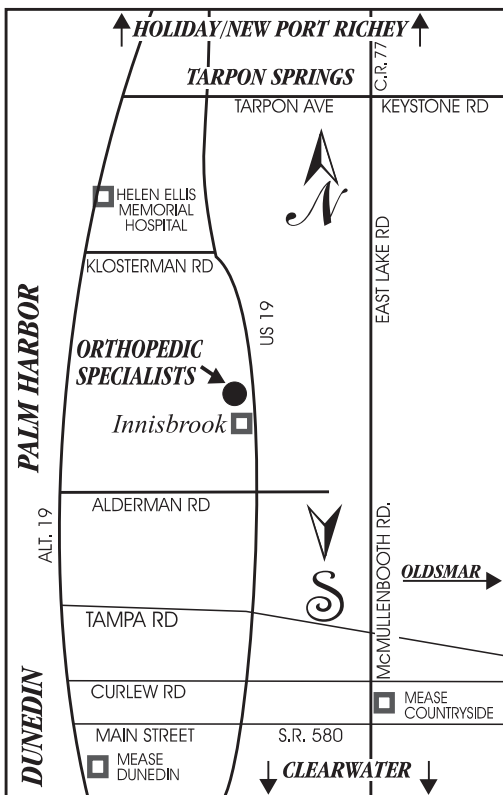 HOLIDAY/NEW PORT RICHEY
TARPON SPRINGS
C.R. 77
TARPON AVE
KEYSTONE RD
N
HELEN ELLIS
MEMORIAL
HOSPITAL
KLOSTERMAN RD
EAST LAKE RD
US 19
PALM HARBOR
ORTHOPEDIC
SPECIALISTS
Innisbrook
ALDERMAN RD
ALT. 19
S
McMULLENBOOTH RD.
OLDSMAR
TAMPA RD
DUNEDIN
CURLEW RD
MEASE
COUNTRYSIDE
MAIN STREET
S.R. 580
MEASE
DUNEDIN
CLEARWATER